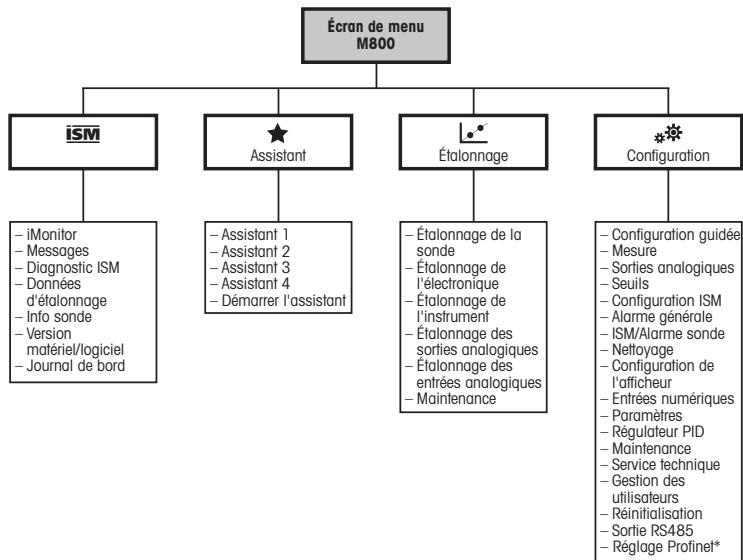 Écran de menu
M800
ISM
Assistant
Étalonnage
Configuration
– iMonitor
– Messages
– Diagnostic ISM
– Données
d'étalonnage
– Info sonde
– Version
matériel/logiciel
– Journal de bord
– Assistant 1
– Assistant 2
– Assistant 3
– Assistant 4
– Démarrer l'assistant
– Étalonnage de la
sonde
– Étalonnage de
l'électronique
– Étalonnage de
l'instrument
– Étalonnage des
sorties analogiques
– Étalonnage des
entrées analogiques
– Maintenance
– Configuration guidée
– Mesure
– Sorties analogiques
– Seuils
– Configuration ISM
– Alarme générale
– ISM/Alarme sonde
– Nettoyage
– Configuration de
l'afficheur
– Entrées numériques
– Paramètres
– Régulateur PID
– Maintenance
– Service technique
– Gestion des
utilisateurs
– Réinitialisation
– Sortie RS485
– Réglage Profinet*